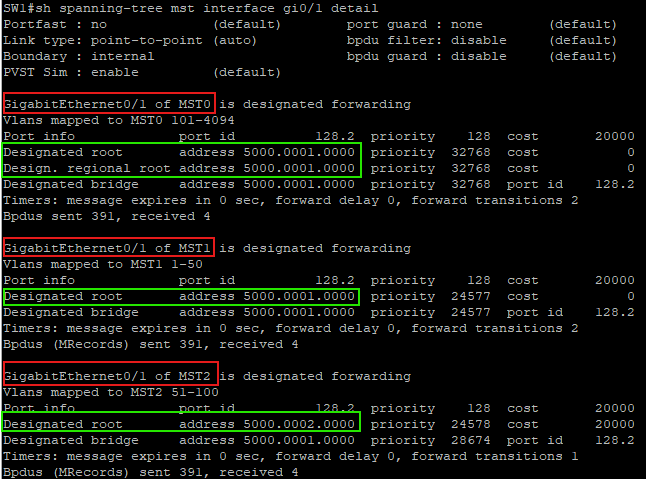 SW1#sh spanning-tree mst interface gi0/1 detail
Portfast : no (default) port guard : none (default)
Link type: point-to-point (auto) bpdu filter: disable (default)
Boundary : internal bpdu guard : disable (default)
PVST Sim : enable (default)
GigabitEthernet0/1 of MST0 is designated forwarding
Vlans mapped to MST0 101-4094
Port info port id 128.2 priority 128 cost 20000
Designated root address 5000.0001.0000 priority 32768 cost 0
Design. regional root address 5000.0001.0000 priority 32768 cost 0
Designated bridge address 5000.0001.0000 priority 32768 port id 128.2
Timers: message expires in 0 sec, forward delay 0, forward transitions 2
Bpdus sent 391, received 4
GigabitEthernet0/1 of MST1 is designated forwarding
Vlans mapped to MST1 1-50
Port info port id 128.2 priority 128 cost 20000
Designated root address 5000.0001.0000 priority 24577 cost 0
Designated bridge address 5000.0001.0000 priority 24577 port id 128.2
Timers: message expires in 0 sec, forward delay 0, forward transitions 2
Bpdus (MRecords) sent 391, received 4
GigabitEthernet0/1 of MST2 is designated forwarding
Vlans mapped to MST2 51-100
Port info port id 128.2 priority 128 cost 20000
Designated root address 5000.0002.0000 priority 24578 cost 20000
Designated bridge address 5000.0001.0000 priority 28674 port id 128.2
Timers: message expires in 0 sec, forward delay 0, forward transitions 1
Bpdus (MRecords) sent 391, received 4